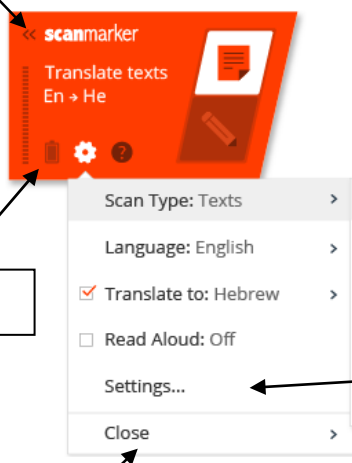 « scanmarker
Translate texts
En → He
?
Scan Type: Texts >
Language: English >
Translate to: Hebrew >
Read Aloud: Off
Settings...
Close >